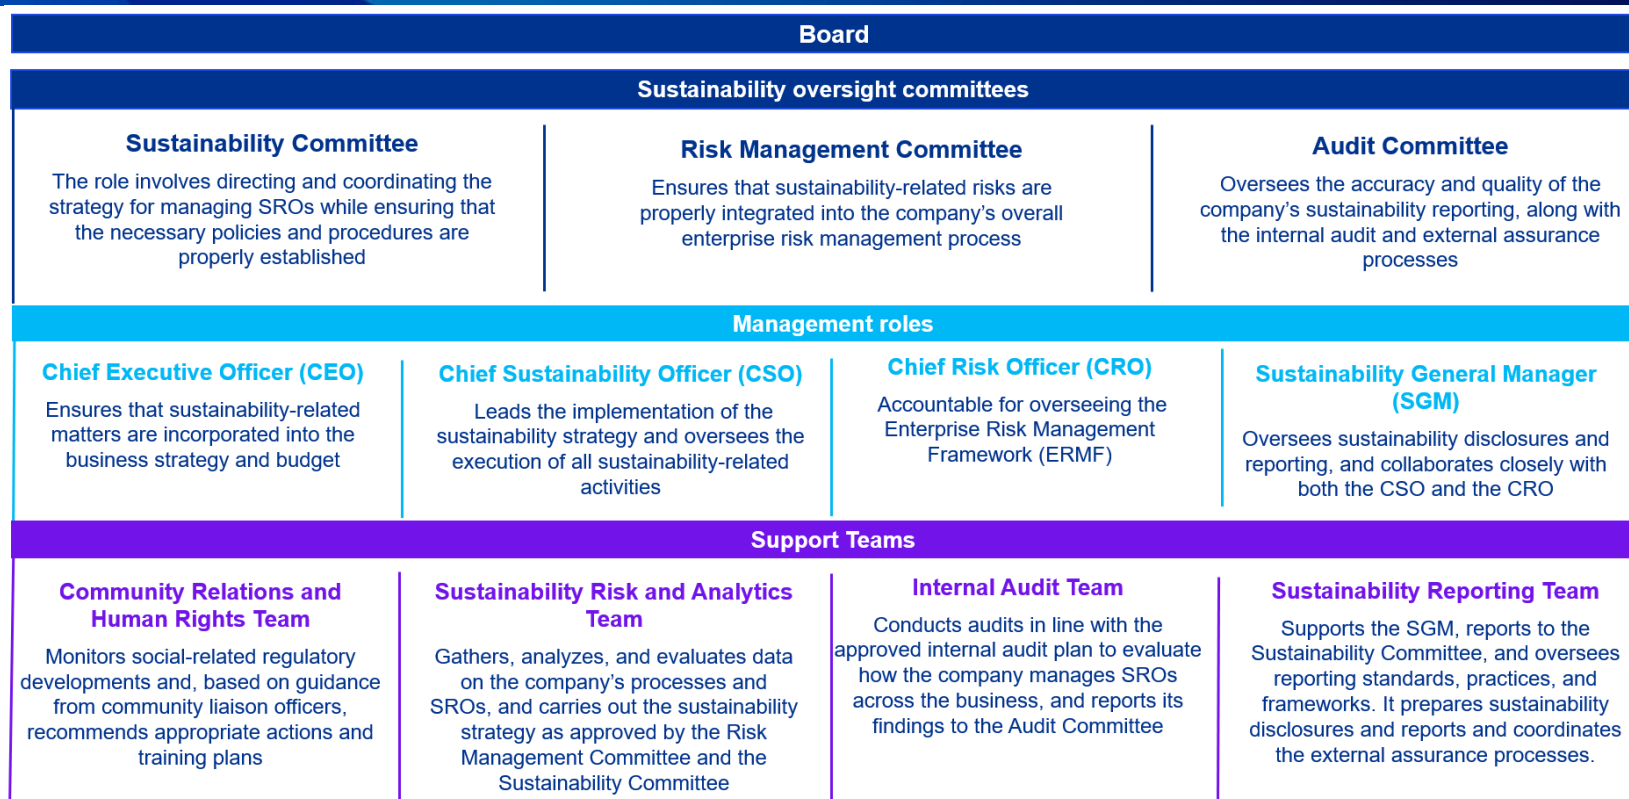 Board
Sustainability oversight committees
Sustainability Committee
The role involves directing and coordinating the
strategy for managing SROs while ensuring that
the necessary policies and procedures are
properly established
Risk Management Committee
Ensures that sustainability-related risks are
properly integrated into the company’s overall
enterprise risk management process
Audit Committee
Oversees the accuracy and quality of the
company’s sustainability reporting, along with
the internal audit and external assurance
processes
Management roles
Chief Executive Officer (CEO)
Ensures that sustainability-related
matters are incorporated into the
business strategy and budget
Chief Sustainability Officer (CSO)
Leads the implementation of the
sustainability strategy and oversees the
execution of all sustainability-related
activities
Chief Risk Officer (CRO)
Accountable for overseeing the
Enterprise Risk Management
Framework (ERMF)
Sustainability General Manager
(SGM)
Oversees sustainability disclosures and
reporting, and collaborates closely with
both the CSO and the CRO
Support Teams
Community Relations and
Human Rights Team
Monitors social-related regulatory
developments and, based on guidance
from community liaison officers,
recommends appropriate actions and
training plans
Sustainability Risk and Analytics
Team
Gathers, analyzes, and evaluates data
on the company’s processes and
SROs, and carries out the sustainability
strategy as approved by the Risk
Management Committee and the
Sustainability Committee
Internal Audit Team
Conducts audits in line with the
approved internal audit plan to evaluate
how the company manages SROs
across the business, and reports its
findings to the Audit Committee
Sustainability Reporting Team
Supports the SGM, reports to the
Sustainability Committee, and oversees
reporting standards, practices, and
frameworks. It prepares sustainability
disclosures and reports and coordinates
the external assurance processes.